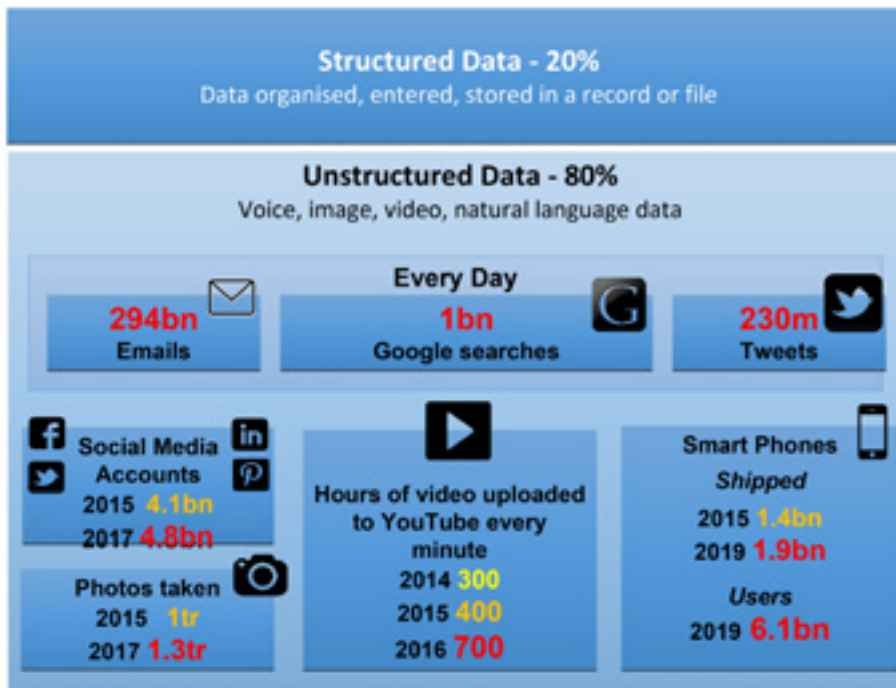 Structured Data - 20%
Data organised, entered, stored in a record or file
Unstructured Data - 80%
Voice, image, video, natural language data
Every Day
294bn
Emails
1bn
Google searches
G
230m
Tweets
f
in
Social Media
Accounts
2015 4.1bn
2017 4.8bn
Photos taken
2015 1tr
2017 1.3tr
Hours of video uploaded
to YouTube every
minute
2014 300
2015 400
2016 700
Smart Phones
Shipped
2015 1.4bn
2019 1.9bn
Users
2019 6.1bn